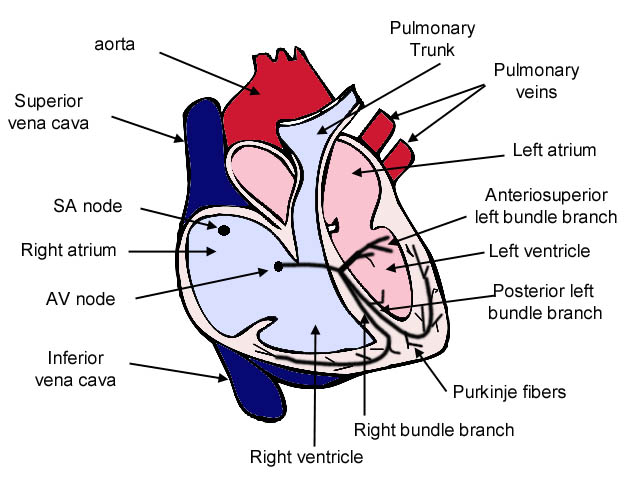 aorta
Pulmonary
Trunk
Pulmonary
veins
Superior
vena cava
Left atrium
SA node
Anteriosuperior
left bundle branch
Right atrium
Left ventricle
AV node
Posterior left
bundle branch
Inferior
vena cava
Purkinje fibers
Right bundle branch
Right ventricle